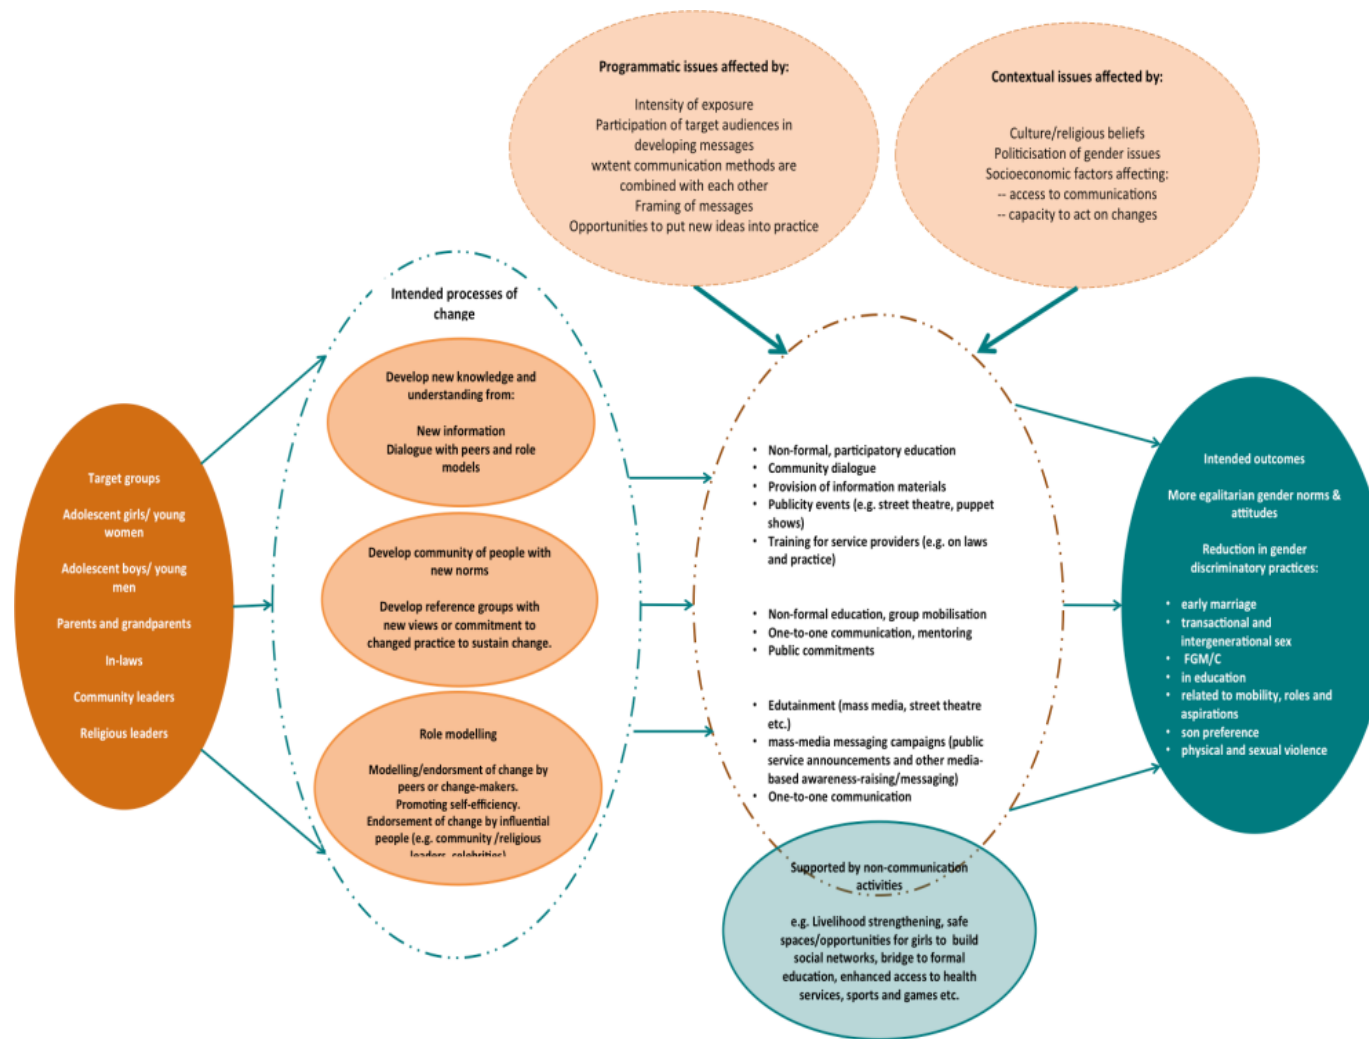 Programmatic issues affected by:
Intensity of exposure
Participation of target audiences in
developing messages
wxtent communication methods are
combined with each other
Framing of messages
Opportunities to put new ideas into practice
Contextual issues affected by:
Culture/religious beliefs
Politicisation of gender issues
Socioeconomic factors affecting:
-- access to communications
-- capacity to act on changes
Target groups
Adolescent girls/ young
women
Adolescent boys/ young
men
Parents and grandparents
In-laws
Community leaders
Religious leaders
Intended processes of
change
Develop new knowledge and
understanding from:
New information
Dialogue with peers and role
models
Develop community of people with
new norms
Develop reference groups with
new views or commitment to
changed practice to sustain change.
Role modelling
Modelling/endorsment of change by
peers or change-makers.
Promoting self-efficiency.
Endorsement of change by influential
people (e.g. community /religious
leaders, celebrities)
• Non-formal, participatory education
• Community dialogue
• Provision of information materials
• Publicity events (e.g. street theatre, puppet
shows)
• Training for service providers (e.g. on laws
and practice)
• Non-formal education, group mobilisation
• One-to-one communication, mentoring
• Public commitments
• Edutainment (mass media, street theatre
etc.)
• mass-media messaging campaigns (public
service announcements and other media-
based awareness-raising/messaging)
• One-to-one communication
Supported by non-communication
activities
e.g. Livelihood strengthening, safe
spaces/opportunities for girls to build
social networks, bridge to formal
education, enhanced access to health
services, sports and games etc.
Intended outcomes
More egalitarian gender norms &
attitudes
Reduction in gender
discriminatory practices:
• early marriage
• transactional and
intergenerational sex
• FGM/C
• in education
• related to mobility, roles and
aspirations
• son preference
• physical and sexual violence